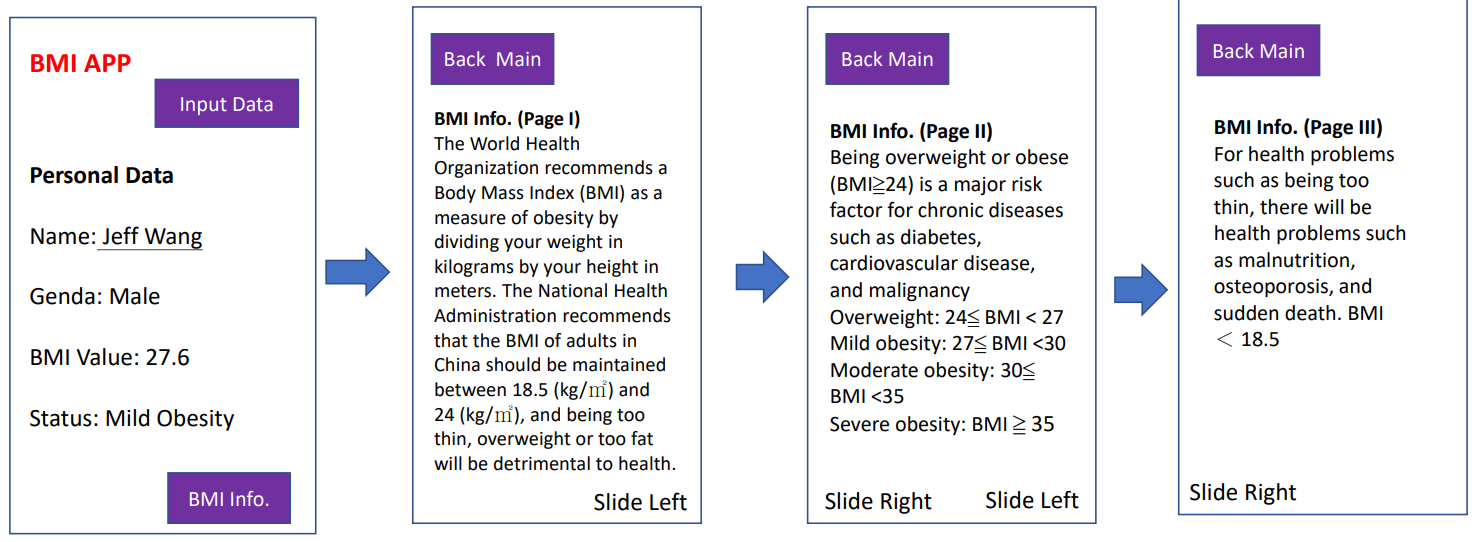 BMI APP
Input Data
Personal Data
Name: Jeff Wang
Genda: Male
BMI Value: 27.6
Status: Mild Obesity
BMI Info.
Back Main
BMI Info. (Page I)
The World Health
Organization recommends a
Body Mass Index (BMI) as a
measure of obesity by
dividing your weight in
kilograms by your height in
meters. The National Health
Administration recommends
that the BMI of adults in
China should be maintained
between 18.5 (kg/㎡) and
24 (kg/㎡), and being too
thin, overweight or too fat
will be detrimental to health.
Slide Left
Back Main
BMI Info. (Page II)
Being overweight or obese
(BMI≧24) is a major risk
factor for chronic diseases
such as diabetes,
cardiovascular disease,
and malignancy
Overweight: 24≦ BMI < 27
Mild obesity: 27≦ BMI <30
Moderate obesity: 30≦
BMI <35
Severe obesity: BMI ≧ 35
Slide Right
Slide Left
Back Main
BMI Info. (Page III)
For health problems
such as being too
thin, there will be
health problems such
as malnutrition,
osteoporosis, and
sudden death. BMI
＜ 18.5
Slide Right